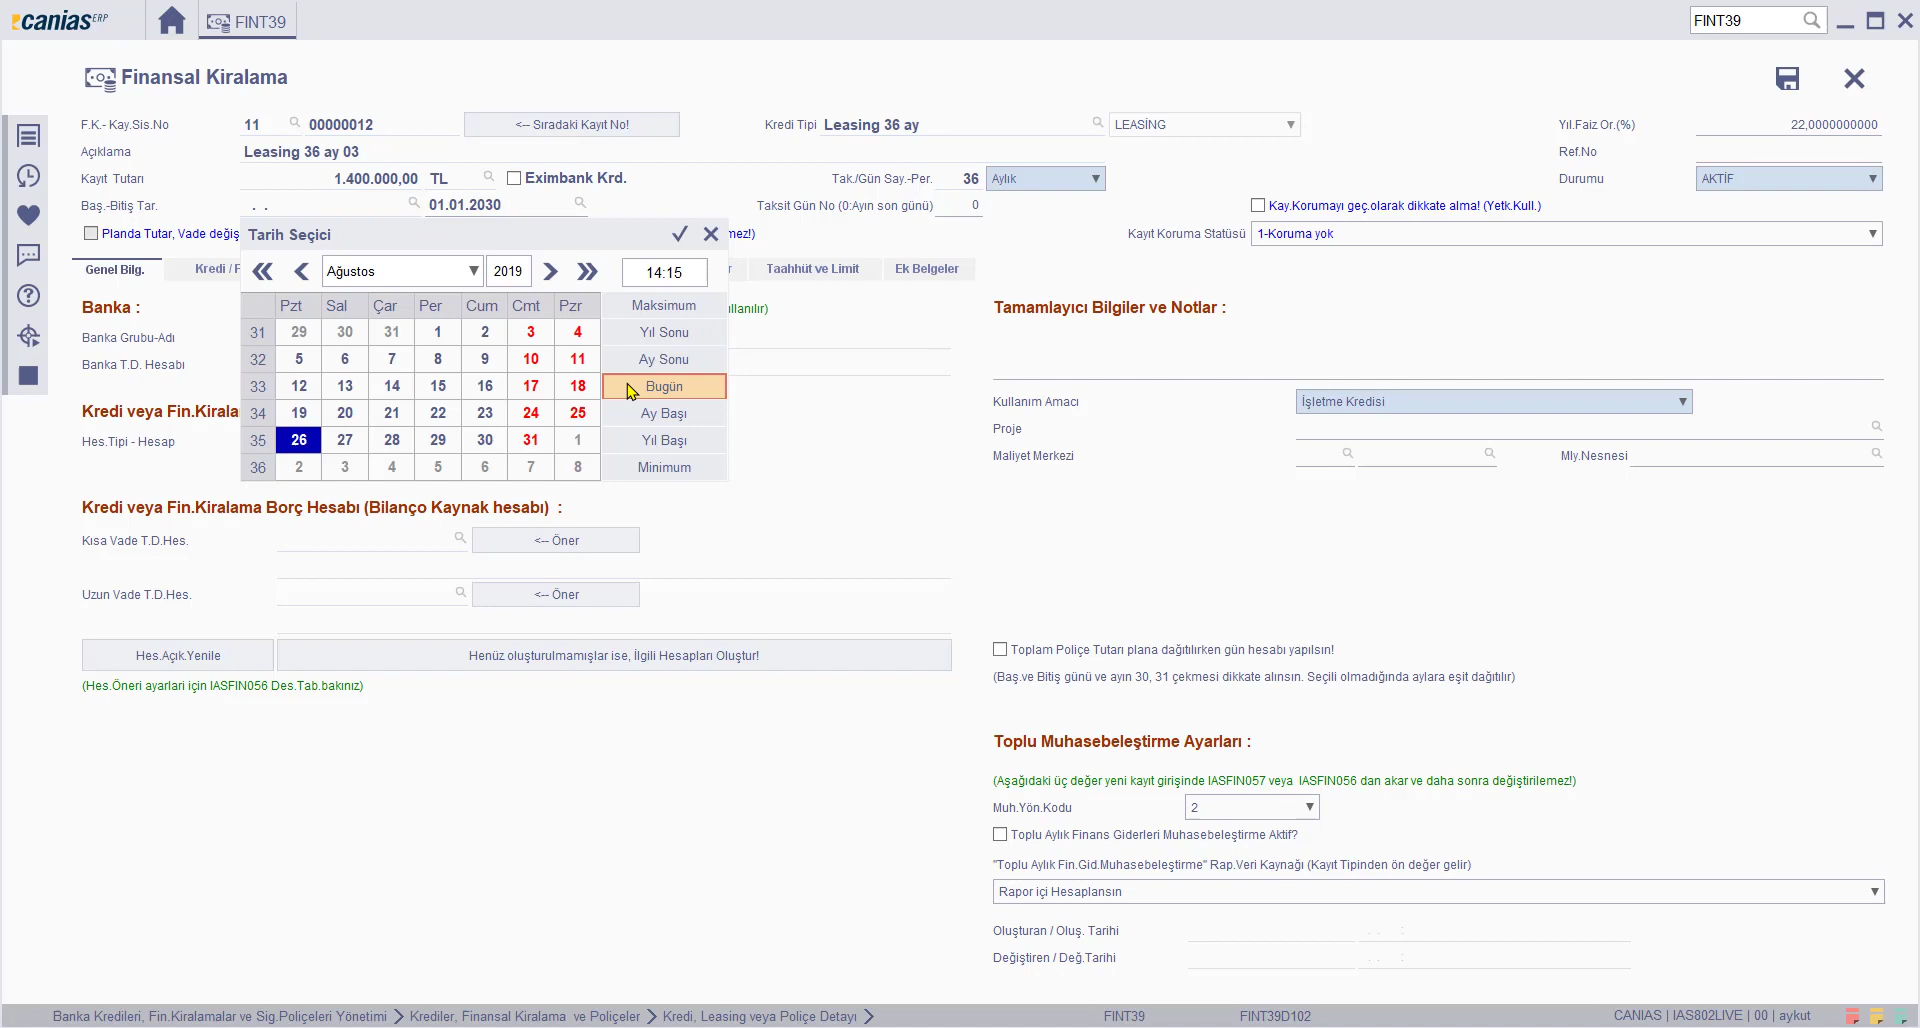 canias ERP
FINT39
FINT39
Finansal Kiralama
F.K.- Kay.Sis.No 11 00000012 <-- Sıradaki Kayıt No! Kredi Tipi Leasing 36 ay LEASİNG Yıl.Faiz Or.(%) 22,0000000000
Açıklama Leasing 36 ay 03 Ref.No
Kayıt Tutarı 1.400.000,00 TL Eximbank Krd. Tak./Gün Say.-Per. 36 Aylık Durumu AKTİF
Baş.-Bitiş Tar. . . 01.01.2030 Taksit Gün No (0:Ayın son günü) 0 Kay.Korumayı geç.olarak dikkate alma! (Yetk.Kull.)
Planda Tutar, Vade değiş mez!) Kayıt Koruma Statüsü 1-Koruma yok
Tarih Seçici
Genel Bilg. Kredi / F r Taahhüt ve Limit Ek Belgeler
Ağustos 2019 14:15
Pzt Sal Çar Per Cum Cmt Pzr Maksimum
31 29 30 31 1 2 3 4 Yıl Sonu
32 5 6 7 8 9 10 11 Ay Sonu
33 12 13 14 15 16 17 18 Bugün
34 19 20 21 22 23 24 25 Ay Başı
35 26 27 28 29 30 31 1 Yıl Başı
36 2 3 4 5 6 7 8 Minimum
Banka : llanılır)
Banka Grubu-Adı
Banka T.D. Hesabı
Kredi veya Fin.Kirala
Hes.Tipi - Hesap
Kredi veya Fin.Kiralama Borç Hesabı (Bilanço Kaynak hesabı) :
Kısa Vade T.D.Hes. <-- Öner
Uzun Vade T.D.Hes. <-- Öner
Hes.Açık.Yenile Henüz oluşturulmamışlar ise, İlgili Hesapları Oluştur!
(Hes.Öneri ayarlari için IASFIN056 Des.Tab.bakınız)
Tamamlayıcı Bilgiler ve Notlar :
Kullanım Amacı İşletme Kredisi
Proje
Maliyet Merkezi Mly.Nesnesi
Toplam Poliçe Tutarı plana dağıtılırken gün hesabı yapılsın!
(Baş.ve Bitiş günü ve ayın 30, 31 çekmesi dikkate alınsın. Seçili olmadığında aylara eşit dağıtılır)
Toplu Muhasebeleştirme Ayarları :
(Aşağıdaki üç değer yeni kayıt girişinde IASFIN057 veya IASFIN056 dan akar ve daha sonra değiştirilemez!)
Muh.Yön.Kodu 2
Toplu Aylık Finans Giderleri Muhasebeleştirme Aktif?
"Toplu Aylık Fin.Gid.Muhasebeleştirme" Rap.Veri Kaynağı (Kayıt Tipinden ön değer gelir)
Rapor içi Hesaplansın
Oluşturan / Oluş. Tarihi . . :
Değiştiren / Değ.Tarihi . . :
Banka Kredileri, Fin.Kiralamalar ve Sig.Poliçeleri Yönetimi Krediler, Finansal Kiralama ve Poliçeler Kredi, Leasing veya Poliçe Detayı FINT39 FINT39D102 CANIAS | IAS802LIVE | 00 | aykut